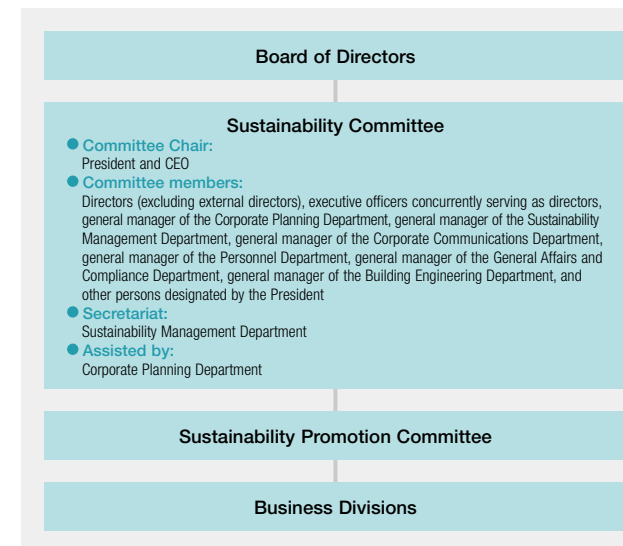 Board of Directors
Sustainability Committee
● Committee Chair:
President and CEO
● Committee members:
Directors (excluding external directors), executive officers concurrently serving as directors,
general manager of the Corporate Planning Department, general manager of the Sustainability
Management Department, general manager of the Corporate Communications Department,
general manager of the Personnel Department, general manager of the General Affairs and
Compliance Department, general manager of the Building Engineering Department, and
other persons designated by the President
● Secretariat:
Sustainability Management Department
● Assisted by:
Corporate Planning Department
Sustainability Promotion Committee
Business Divisions